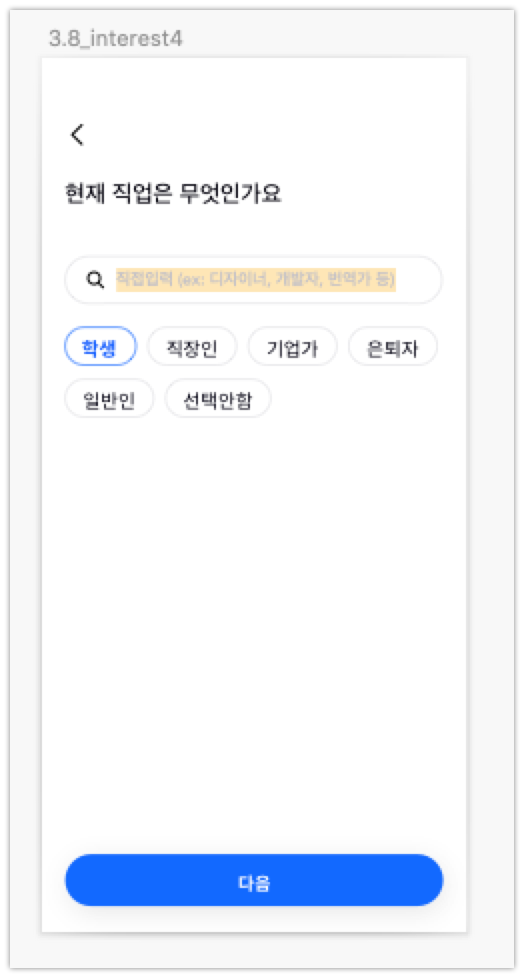 3.8_interest4
현재 직업은 무엇인가요
직접입력 (ex: 디자이너, 개발자, 번역가 등)
학생 직장인 기업가 은퇴자
일반인 선택안함
다음